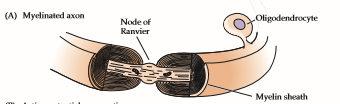 (A) Myelinated axon
Node of
Ranvier
Oligodendrocyte
Myelin sheath